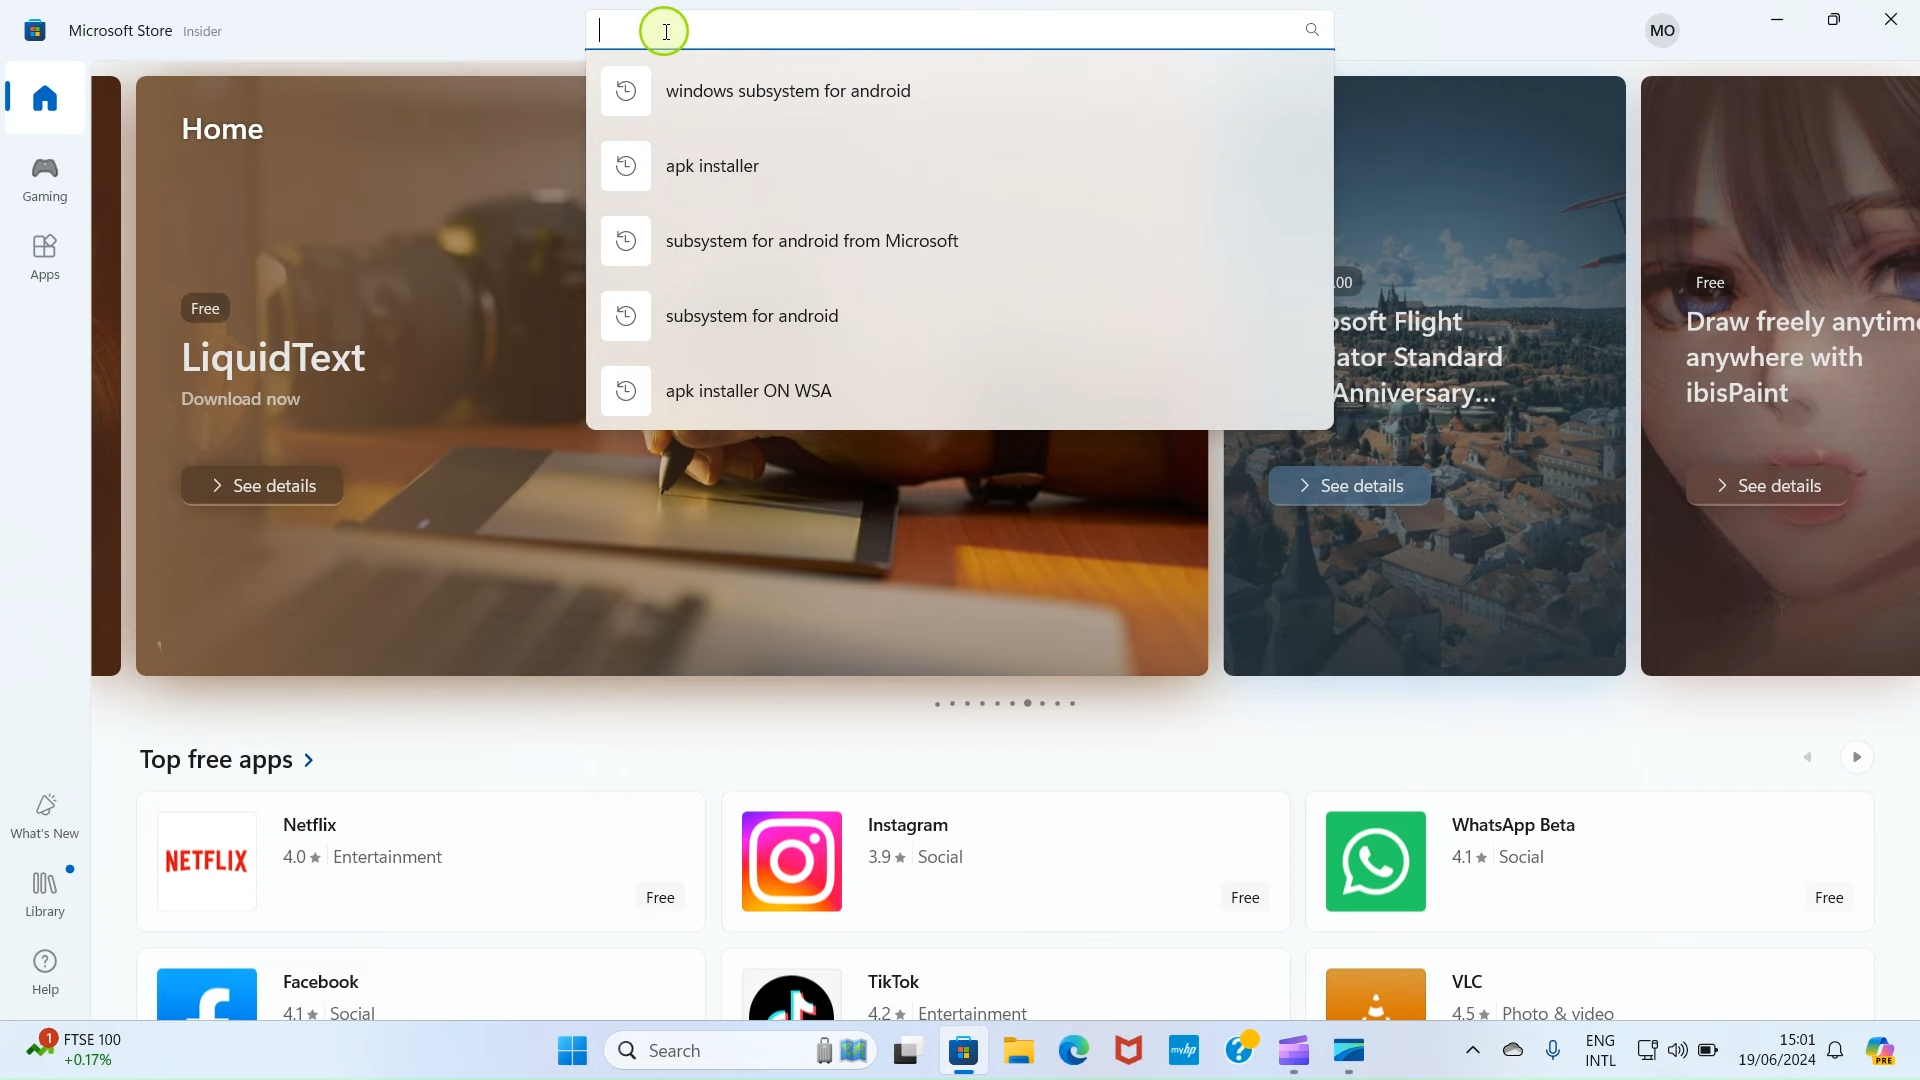 Microsoft Store Insider
MO
windows subsystem for android
apk installer
subsystem for android from Microsoft
subsystem for android
apk installer ON WSA
Home
Gaming
Apps
What's New
Library
Help
Home
Free
LiquidText
Download now
See details
.00
osoft Flight
lator Standard
Anniversary...
See details
Free
Draw freely anytime
anywhere with
ibisPaint
See details
Top free apps
NETFLIX
Netflix
4.0 ★ Entertainment
Free
Instagram
3.9 ★ Social
Free
WhatsApp Beta
4.1 ★ Social
Free
Facebook
4.1 ★ Social
TikTok
4.2 ★ Entertainment
VLC
4.5 ★ Photo & video
1
FTSE 100
+0.17%
Search
myhp
ENG
INTL
15:01
19/06/2024
PRE